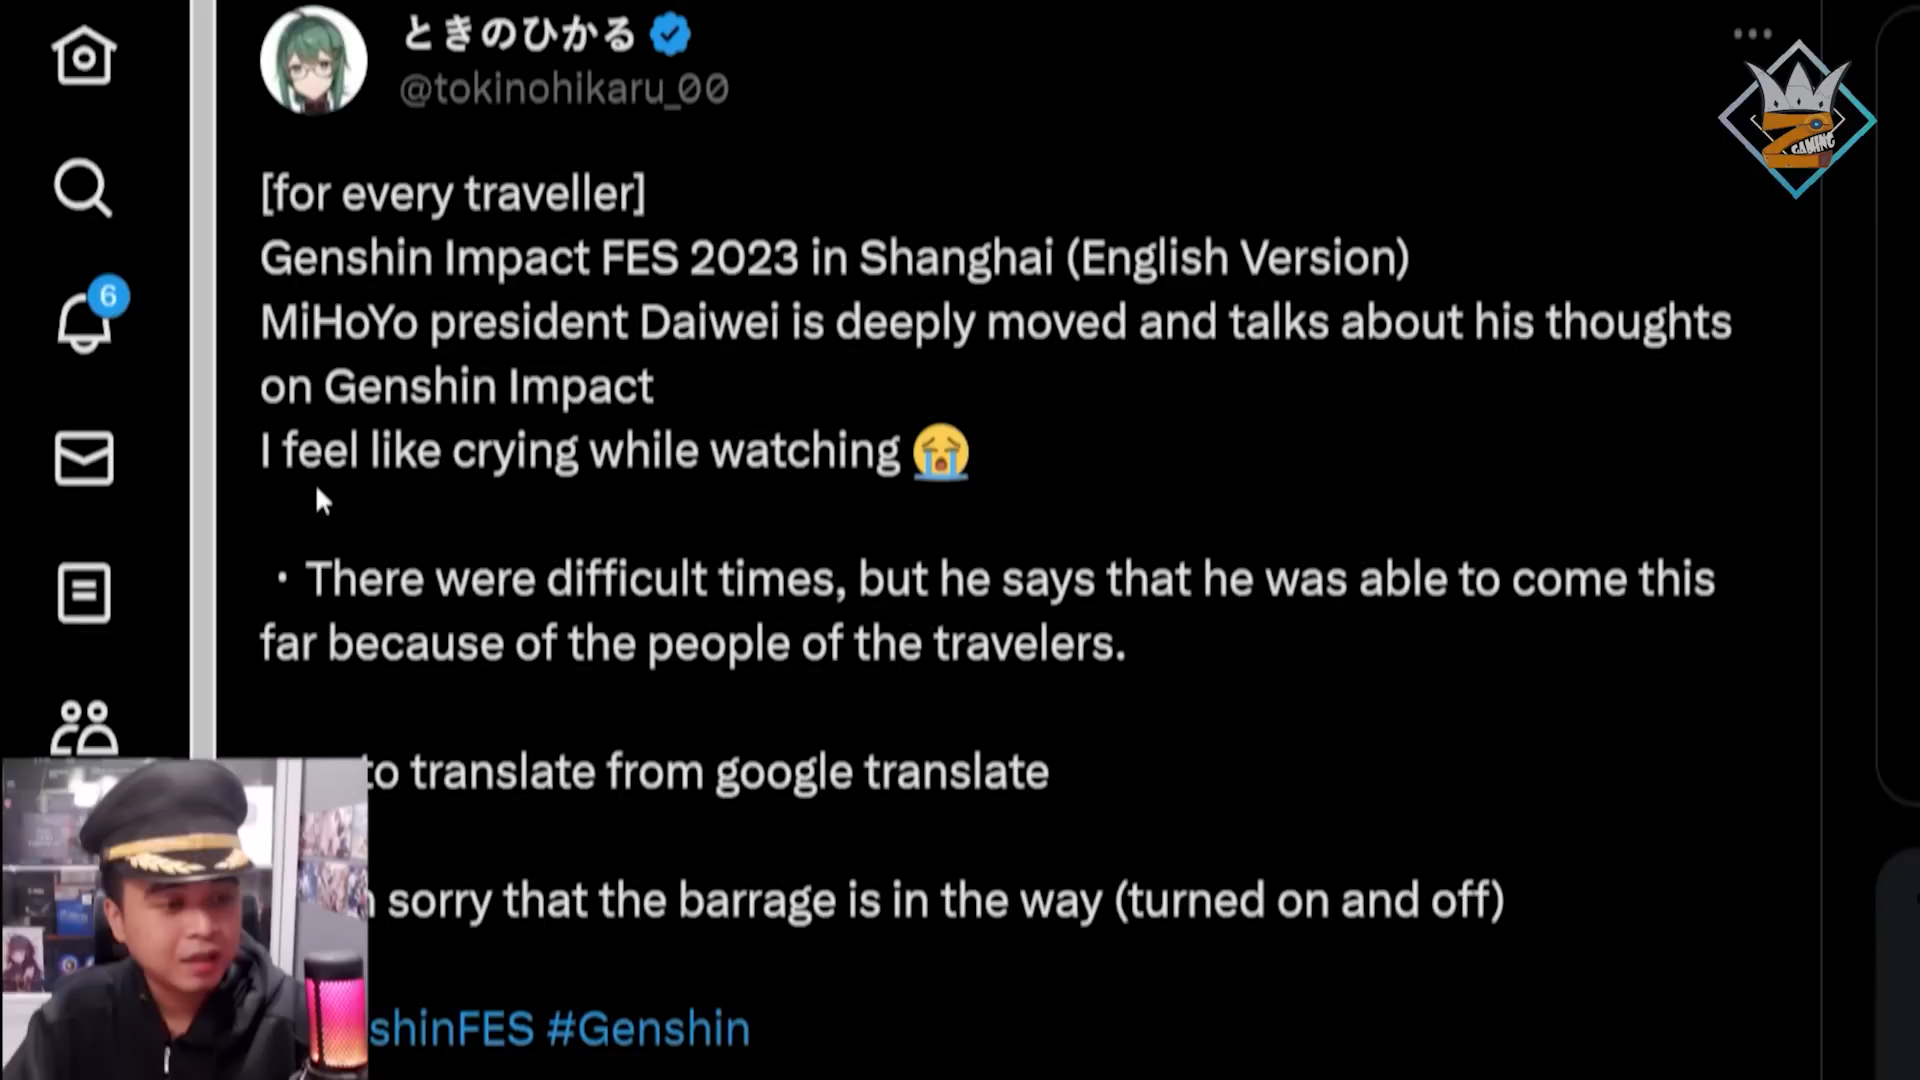 ときのひかる
@tokinohikaru_00
GAMING
6
[for every traveller]
Genshin Impact FES 2023 in Shanghai (English Version)
MiHoYo president Daiwei is deeply moved and talks about his thoughts
on Genshin Impact
I feel like crying while watching 😭
・There were difficult times, but he says that he was able to come this
far because of the people of the travelers.
to translate from google translate
sorry that the barrage is in the way (turned on and off)
shinFES #Genshin